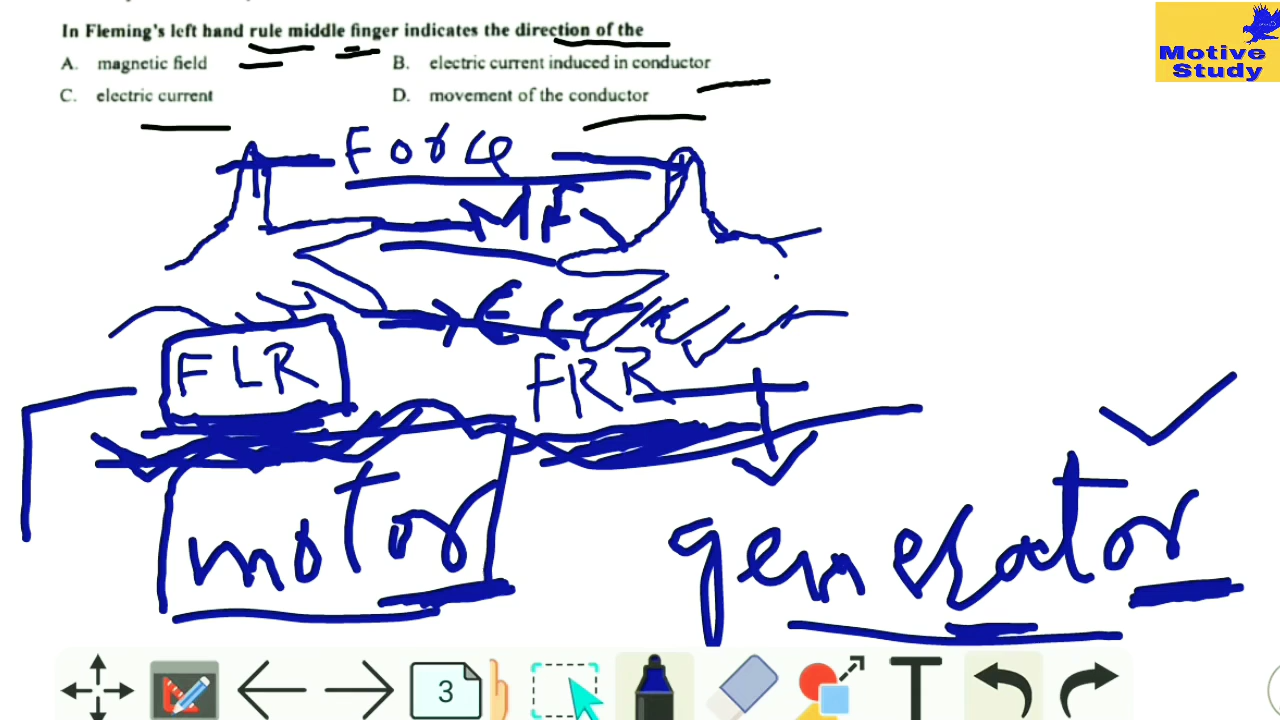 In Fleming's left hand rule middle finger indicates the direction of the
A. magnetic field B. electric current induced in conductor
C. electric current D. movement of the conductor
Motive
Study
Force
MF
FLR FRR
motor generator
3
T